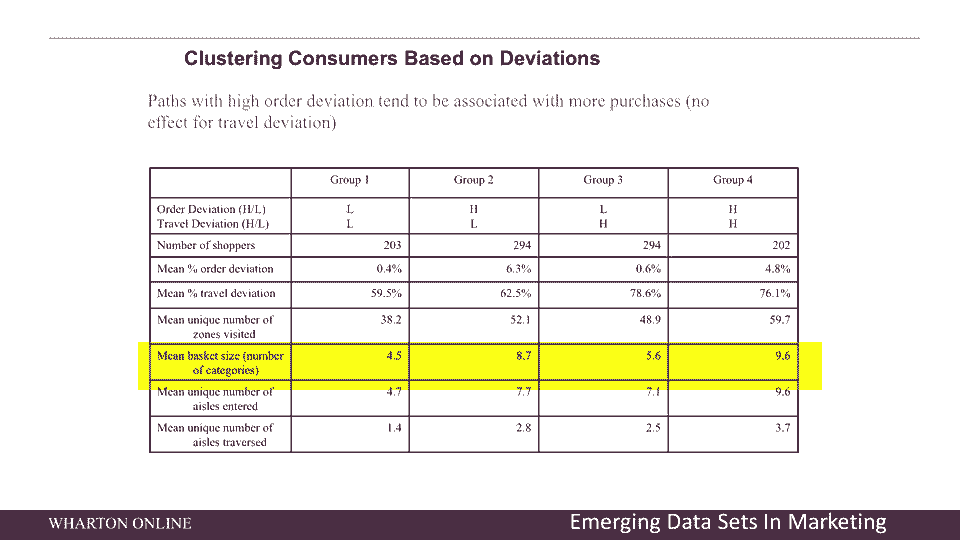 Clustering Consumers Based on Deviations
Paths with high order deviation tend to be associated with more purchases (no
effect for travel deviation)
Group 1 Group 2 Group 3 Group 4
Order Deviation (H/L) L H L H
Travel Deviation (H/L) L L H H
Number of shoppers 203 294 294 202
Mean % order deviation 0.4% 6.3% 0.6% 4.8%
Mean % travel deviation 59.5% 62.5% 78.6% 76.1%
Mean unique number of 38.2 52.1 48.9 59.7
zones visited
Mean basket size (number 4.5 8.7 5.6 9.6
of categories)
Mean unique number of 4.7 7.7 7.1 9.6
aisles entered
Mean unique number of 1.4 2.8 2.5 3.7
aisles traversed
WHARTON ONLINE
Emerging Data Sets In Marketing